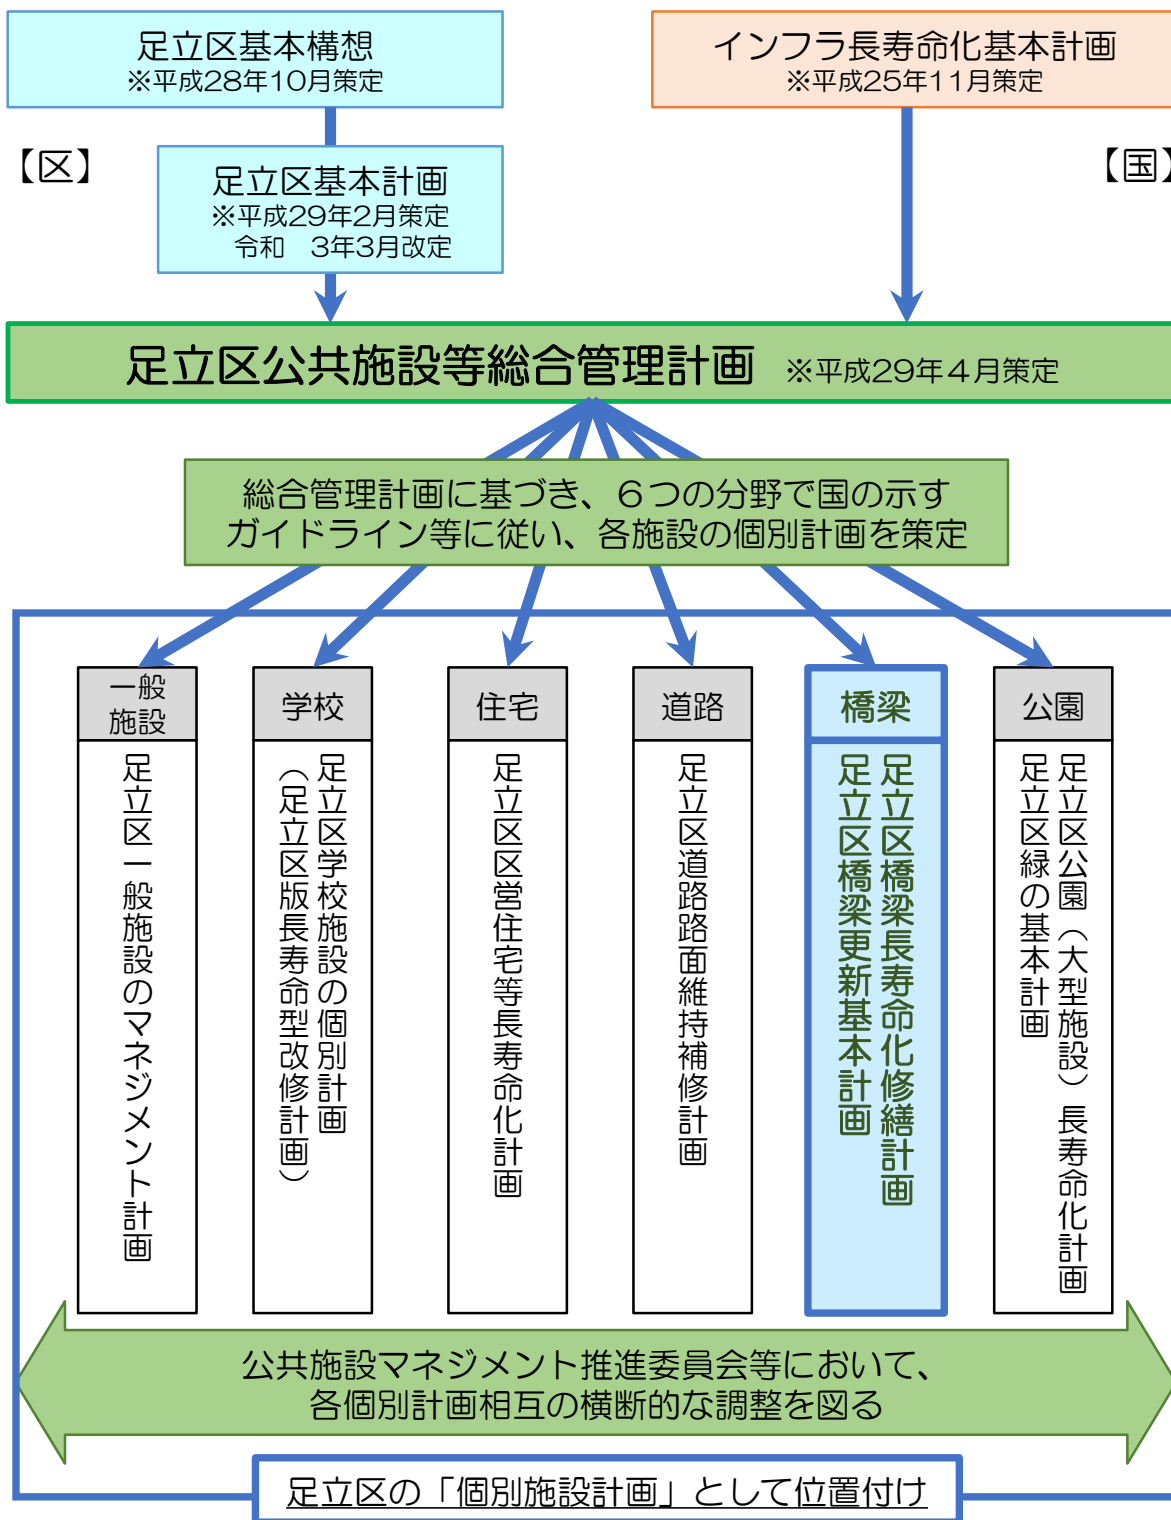 足立区基本構想
※平成28年10月策定
インフラ長寿命化基本計画
※平成25年11月策定
【区】
【国】
足立区基本計画
※平成29年2月策定
令和　3年3月改定
足立区公共施設等総合管理計画　※平成29年４月策定
総合管理計画に基づき、６つの分野で国の示す
ガイドライン等に従い、各施設の個別計画を策定
一般
施設
足立区一般施設のマネジメント計画
学校
足立区学校施設の個別計画
（足立区版長寿命型改修計画）
住宅
足立区区営住宅等長寿命化計画
道路
足立区道路路面維持補修計画
橋梁
足立区橋梁長寿命化修繕計画
足立区橋梁更新基本計画
公園
足立区公園（大型施設）長寿命化計画
足立区緑の基本計画
公共施設マネジメント推進委員会等において、
各個別計画相互の横断的な調整を図る
足立区の「個別施設計画」として位置付け